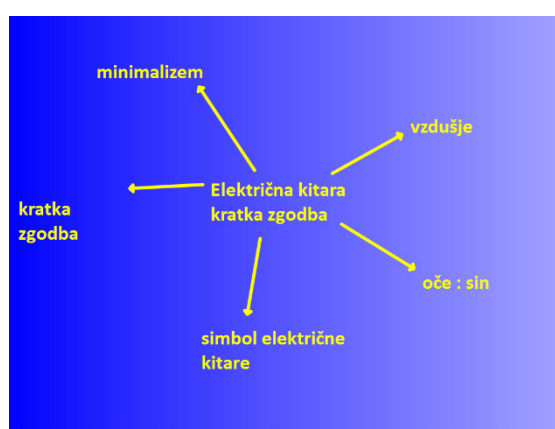 minimalizem
vzdušje
Električna kitara
kratka zgodba
kratka
zgodba
oče : sin
simbol električne
kitare